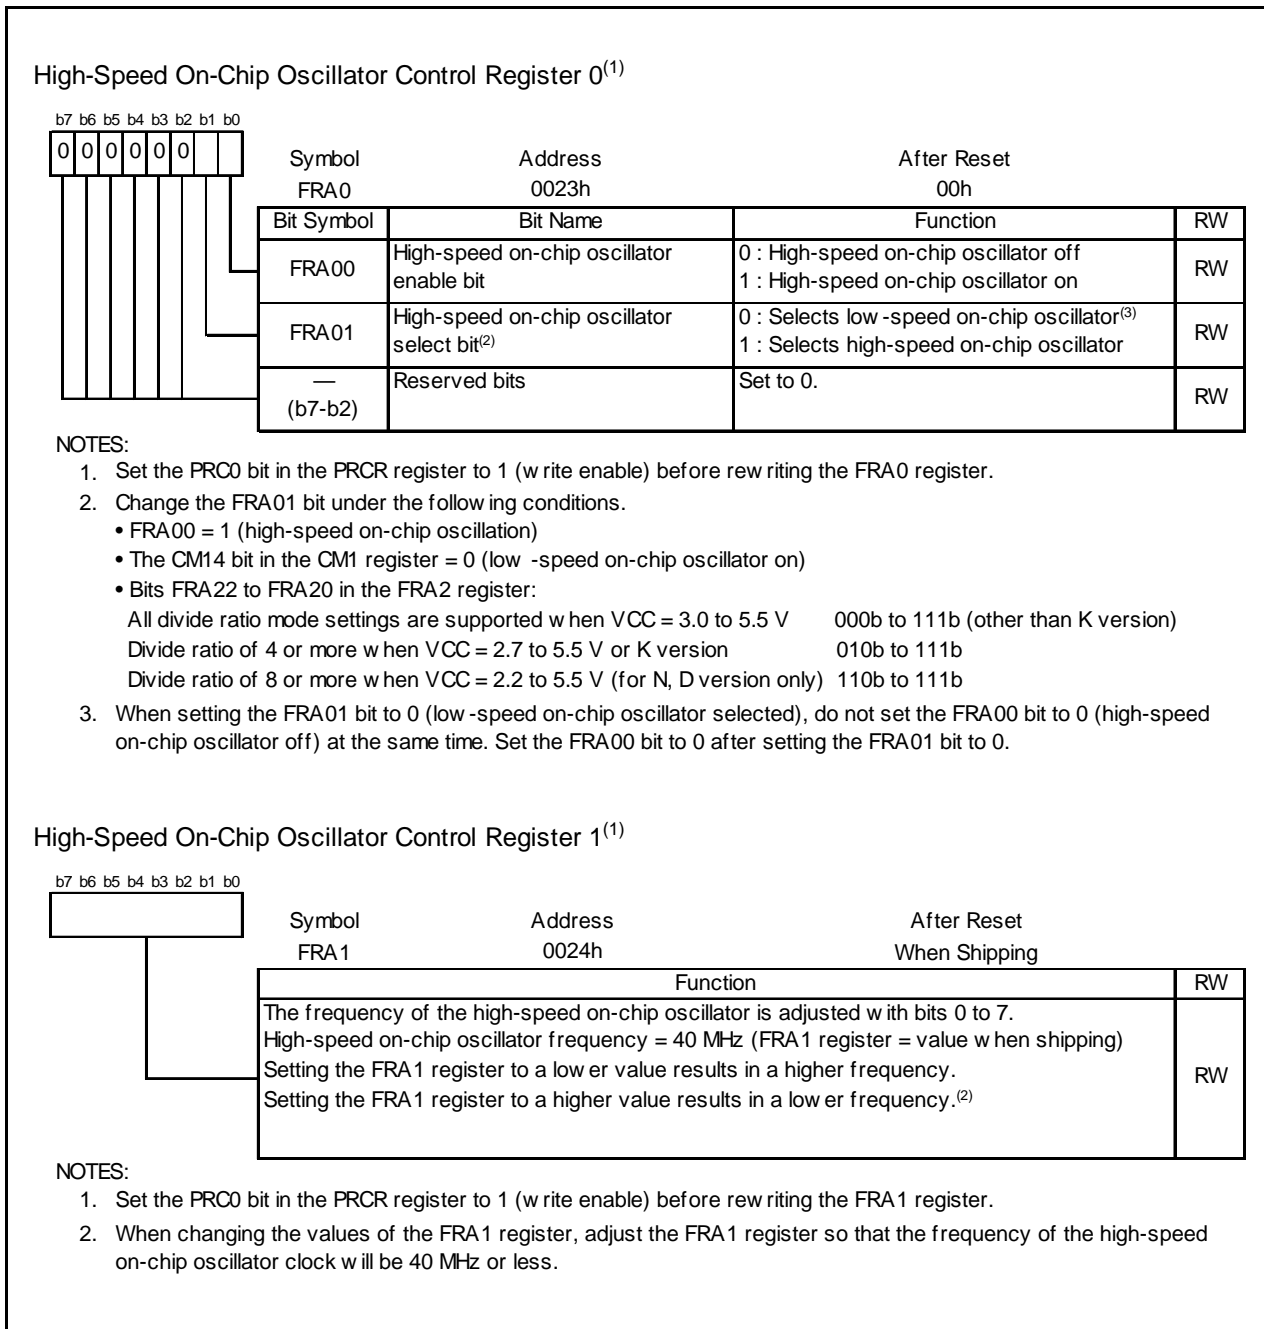 High-Speed On-Chip Oscillator Control Register 0(1)
b7 b6 b5 b4 b3 b2 b1 b0
0 0 0 0 0 0
Symbol Address After Reset
FRA0 0023h 00h
Bit Symbol Bit Name Function RW
FRA00 High-speed on-chip oscillator enable bit 0 : High-speed on-chip oscillator off
1 : High-speed on-chip oscillator on RW
FRA01 High-speed on-chip oscillator select bit(2) 0 : Selects low-speed on-chip oscillator(3)
1 : Selects high-speed on-chip oscillator RW
— (b7-b2) Reserved bits Set to 0. RW
NOTES:
1. Set the PRC0 bit in the PRCR register to 1 (write enable) before rewriting the FRA0 register.
2. Change the FRA01 bit under the following conditions.
• FRA00 = 1 (high-speed on-chip oscillation)
• The CM14 bit in the CM1 register = 0 (low-speed on-chip oscillator on)
• Bits FRA22 to FRA20 in the FRA2 register:
All divide ratio mode settings are supported when VCC = 3.0 to 5.5 V 000b to 111b (other than K version)
Divide ratio of 4 or more when VCC = 2.7 to 5.5 V or K version 010b to 111b
Divide ratio of 8 or more when VCC = 2.2 to 5.5 V (for N, D version only) 110b to 111b
3. When setting the FRA01 bit to 0 (low-speed on-chip oscillator selected), do not set the FRA00 bit to 0 (high-speed
on-chip oscillator off) at the same time. Set the FRA00 bit to 0 after setting the FRA01 bit to 0.
High-Speed On-Chip Oscillator Control Register 1(1)
b7 b6 b5 b4 b3 b2 b1 b0
Symbol Address After Reset
FRA1 0024h When Shipping
Function RW
The frequency of the high-speed on-chip oscillator is adjusted with bits 0 to 7.
High-speed on-chip oscillator frequency = 40 MHz (FRA1 register = value when shipping)
Setting the FRA1 register to a lower value results in a higher frequency. RW
Setting the FRA1 register to a higher value results in a lower frequency.(2)
NOTES:
1. Set the PRC0 bit in the PRCR register to 1 (write enable) before rewriting the FRA1 register.
2. When changing the values of the FRA1 register, adjust the FRA1 register so that the frequency of the high-speed
on-chip oscillator clock will be 40 MHz or less.